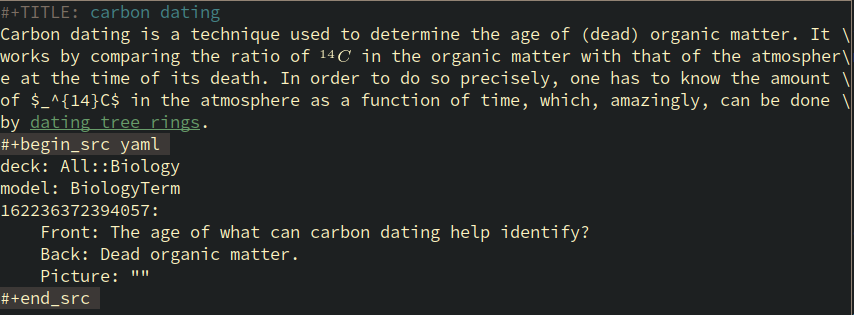 #+TITLE: carbon dating
Carbon dating is a technique used to determine the age of (dead) organic matter. It \
works by comparing the ratio of ¹⁴C in the organic matter with that of the atmospher\
e at the time of its death. In order to do so precisely, one has to know the amount \
of $_^{14}C$ in the atmosphere as a function of time, which, amazingly, can be done \
by dating tree rings.
#+begin_src yaml
deck: All::Biology
model: BiologyTerm
162236372394057:
    Front: The age of what can carbon dating help identify?
    Back: Dead organic matter.
    Picture: ""
#+end_src